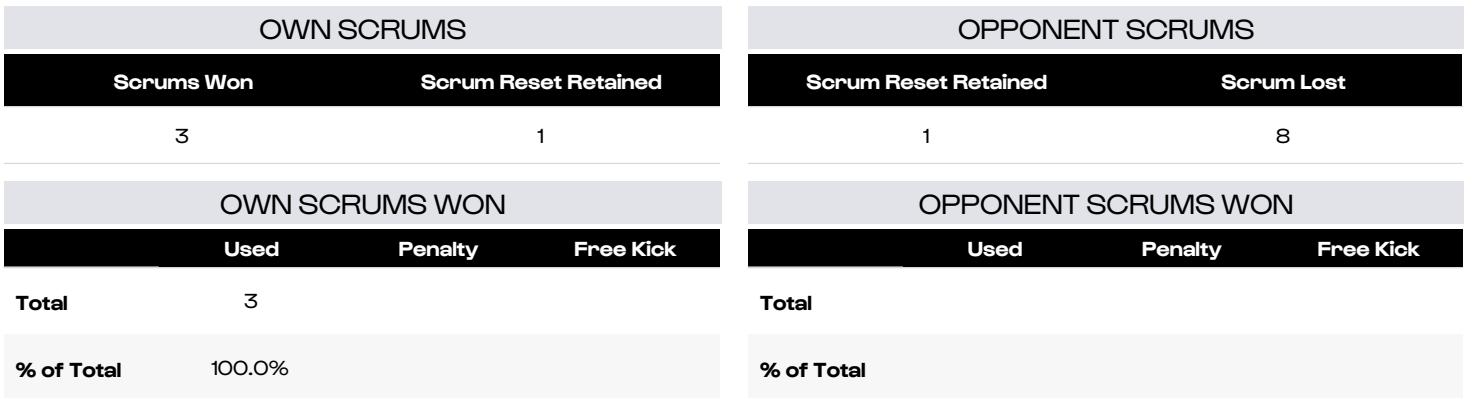 OWN SCRUMS
Scrums Won Scrum Reset Retained
3 1
OPPONENT SCRUMS
Scrum Reset Retained Scrum Lost
1 8
OWN SCRUMS WON
Used Penalty Free Kick
Total 3
% of Total 100.0%
OPPONENT SCRUMS WON
Used Penalty Free Kick
Total
% of Total